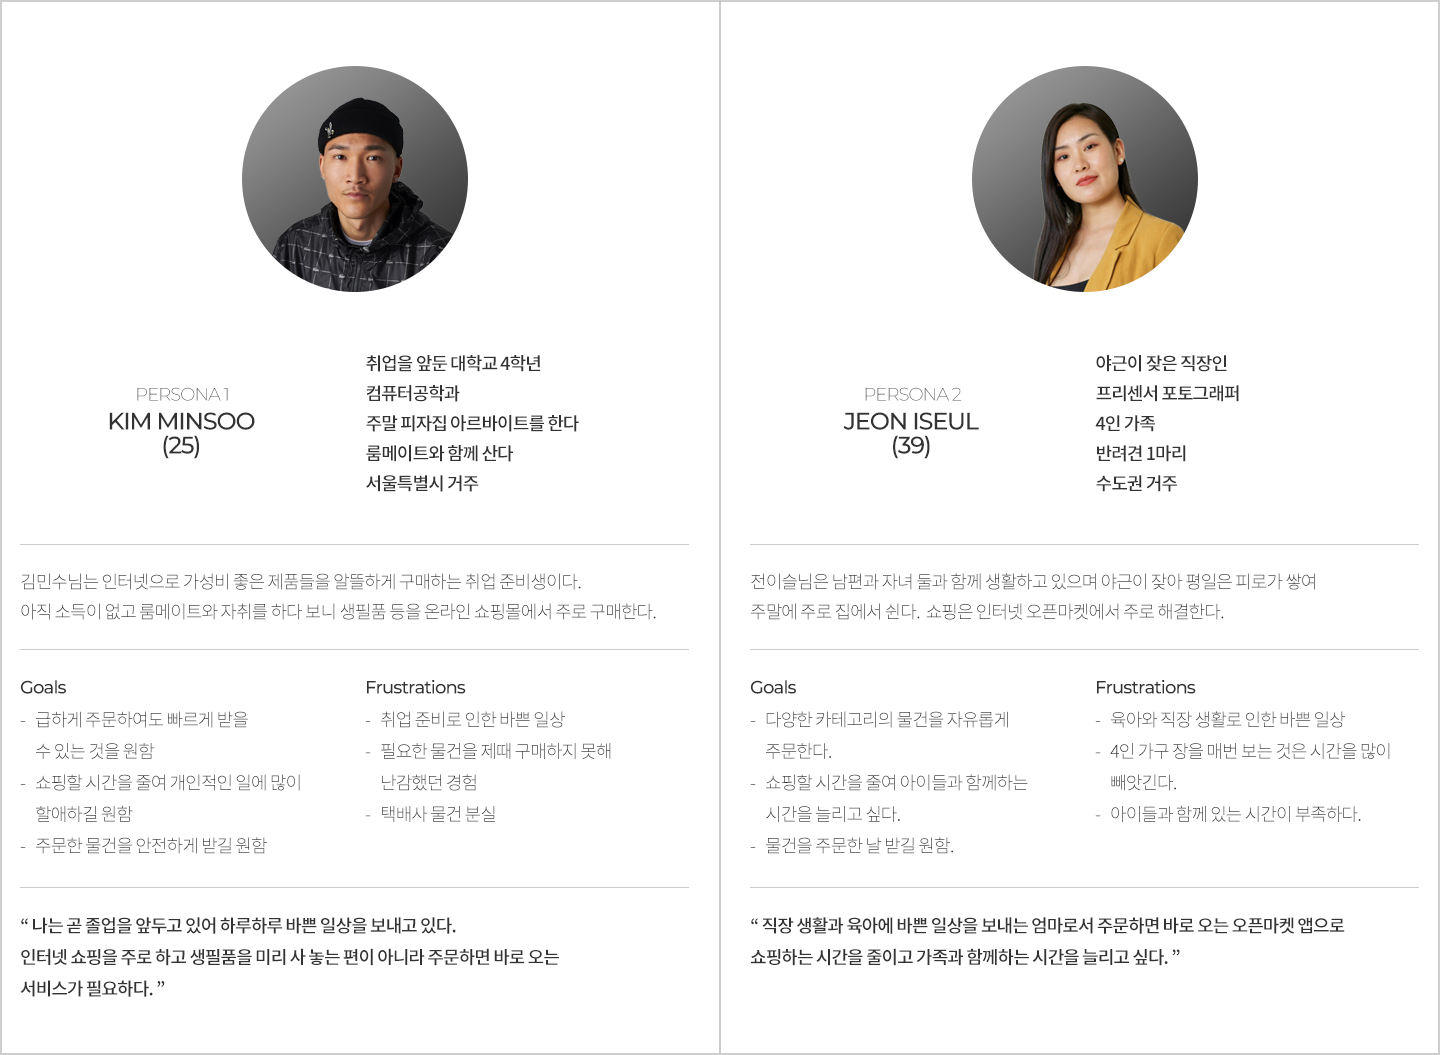 PERSONA 1
KIM MINSOO
(25)
취업을 앞둔 대학교 4학년
컴퓨터공학과
주말 피자집 아르바이트를 한다
룸메이트와 함께 산다
서울특별시 거주
김민수님는 인터넷으로 가성비 좋은 제품들을 알뜰하게 구매하는 취업 준비생이다.
아직 소득이 없고 룸메이트와 자취를 하다 보니 생필품 등을 온라인 쇼핑몰에서 주로 구매한다.
Goals
- 급하게 주문하여도 빠르게 받을
수 있는 것을 원함
- 쇼핑할 시간을 줄여 개인적인 일에 많이
할애하길 원함
- 주문한 물건을 안전하게 받길 원함
Frustrations
- 취업 준비로 인한 바쁜 일상
- 필요한 물건을 제때 구매하지 못해
난감했던 경험
- 택배사 물건 분실
“ 나는 곧 졸업을 앞두고 있어 하루하루 바쁜 일상을 보내고 있다.
인터넷 쇼핑을 주로 하고 생필품을 미리 사 놓는 편이 아니라 주문하면 바로 오는
서비스가 필요하다. ”
PERSONA 2
JEON ISEUL
(39)
야근이 잦은 직장인
프리센서 포토그래퍼
4인 가족
반려견 1마리
수도권 거주
전이슬님은 남편과 자녀 둘과 함께 생활하고 있으며 야근이 잦아 평일은 피로가 쌓여
주말에 주로 집에서 쉰다. 쇼핑은 인터넷 오픈마켓에서 주로 해결한다.
Goals
- 다양한 카테고리의 물건을 자유롭게
주문한다.
- 쇼핑할 시간을 줄여 아이들과 함께하는
시간을 늘리고 싶다.
- 물건을 주문한 날 받길 원함.
Frustrations
- 육아와 직장 생활로 인한 바쁜 일상
- 4인 가구 장을 매번 보는 것은 시간을 많이
빼앗긴다.
- 아이들과 함께 있는 시간이 부족하다.
“ 직장 생활과 육아에 바쁜 일상을 보내는 엄마로서 주문하면 바로 오는 오픈마켓 앱으로
쇼핑하는 시간을 줄이고 가족과 함께하는 시간을 늘리고 싶다. ”